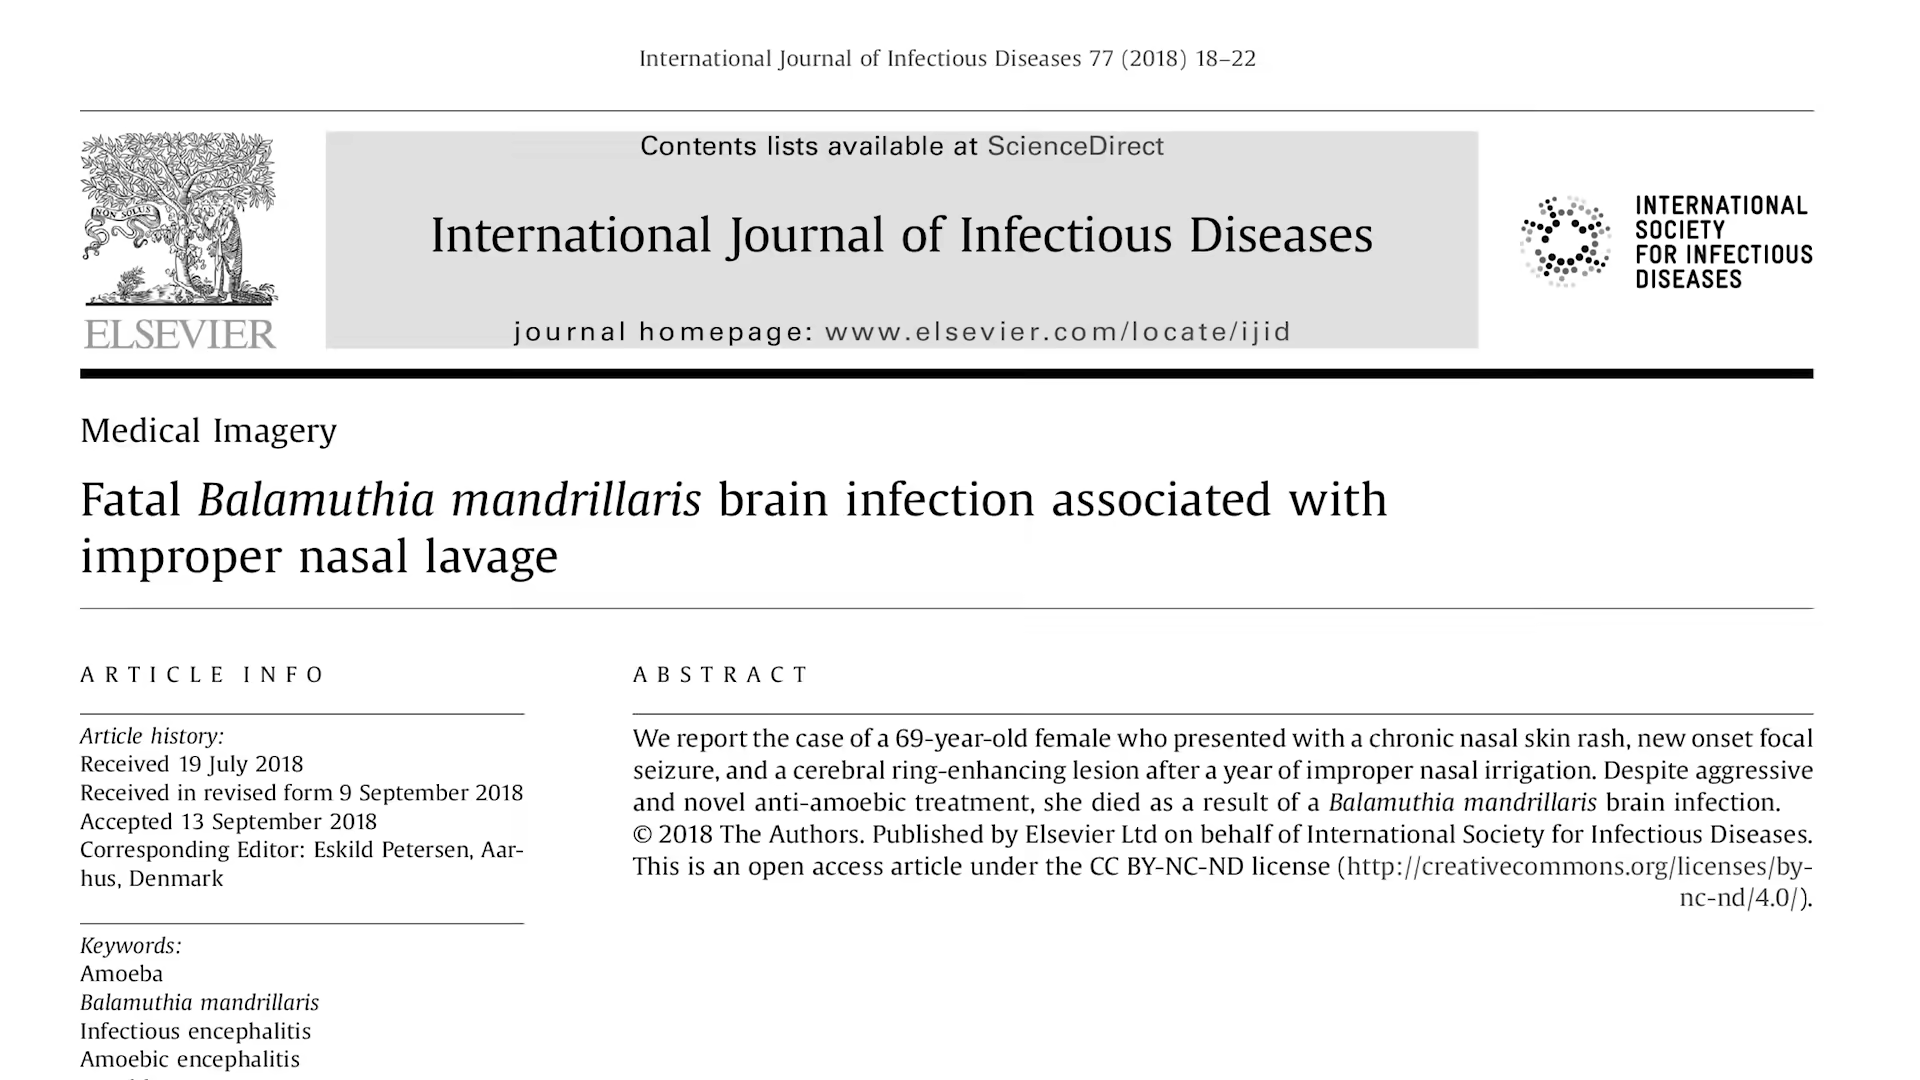 International Journal of Infectious Diseases 77 (2018) 18–22
NON SOLUS
ELSEVIER
Contents lists available at ScienceDirect
International Journal of Infectious Diseases
journal homepage: www.elsevier.com/locate/ijid
INTERNATIONAL
SOCIETY
FOR INFECTIOUS
DISEASES
Medical Imagery
Fatal Balamuthia mandrillaris brain infection associated with
improper nasal lavage
ARTICLE INFO
Article history:
Received 19 July 2018
Received in revised form 9 September 2018
Accepted 13 September 2018
Corresponding Editor: Eskild Petersen, Aar-
hus, Denmark
Keywords:
Amoeba
Balamuthia mandrillaris
Infectious encephalitis
Amoebic encephalitis
ABSTRACT
We report the case of a 69-year-old female who presented with a chronic nasal skin rash, new onset focal
seizure, and a cerebral ring-enhancing lesion after a year of improper nasal irrigation. Despite aggressive
and novel anti-amoebic treatment, she died as a result of a Balamuthia mandrillaris brain infection.
© 2018 The Authors. Published by Elsevier Ltd on behalf of International Society for Infectious Diseases.
This is an open access article under the CC BY-NC-ND license (http://creativecommons.org/licenses/by-
nc-nd/4.0/).